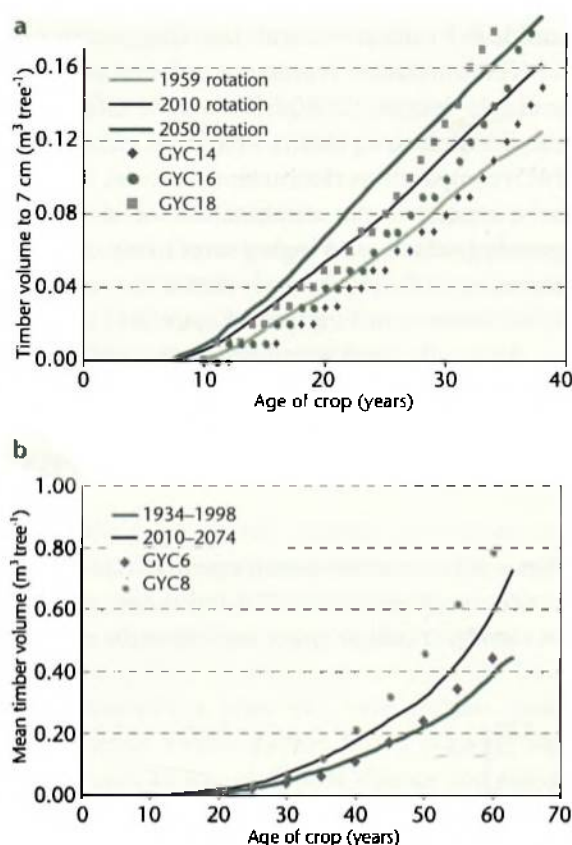 a
Timber volume to 7 cm (m³ tree⁻¹)
0.16
0.12
0.08
0.04
0.00
1959 rotation
2010 rotation
2050 rotation
GYC14
GYC16
GYC18
0 10 20 30 40
Age of crop (years)
b
Mean timber volume (m³ tree⁻¹)
1.00
0.80
0.60
0.40
0.20
0.00
1934–1998
2010–2074
GYC6
GYC8
0 10 20 30 40 50 60 70
Age of crop (years)